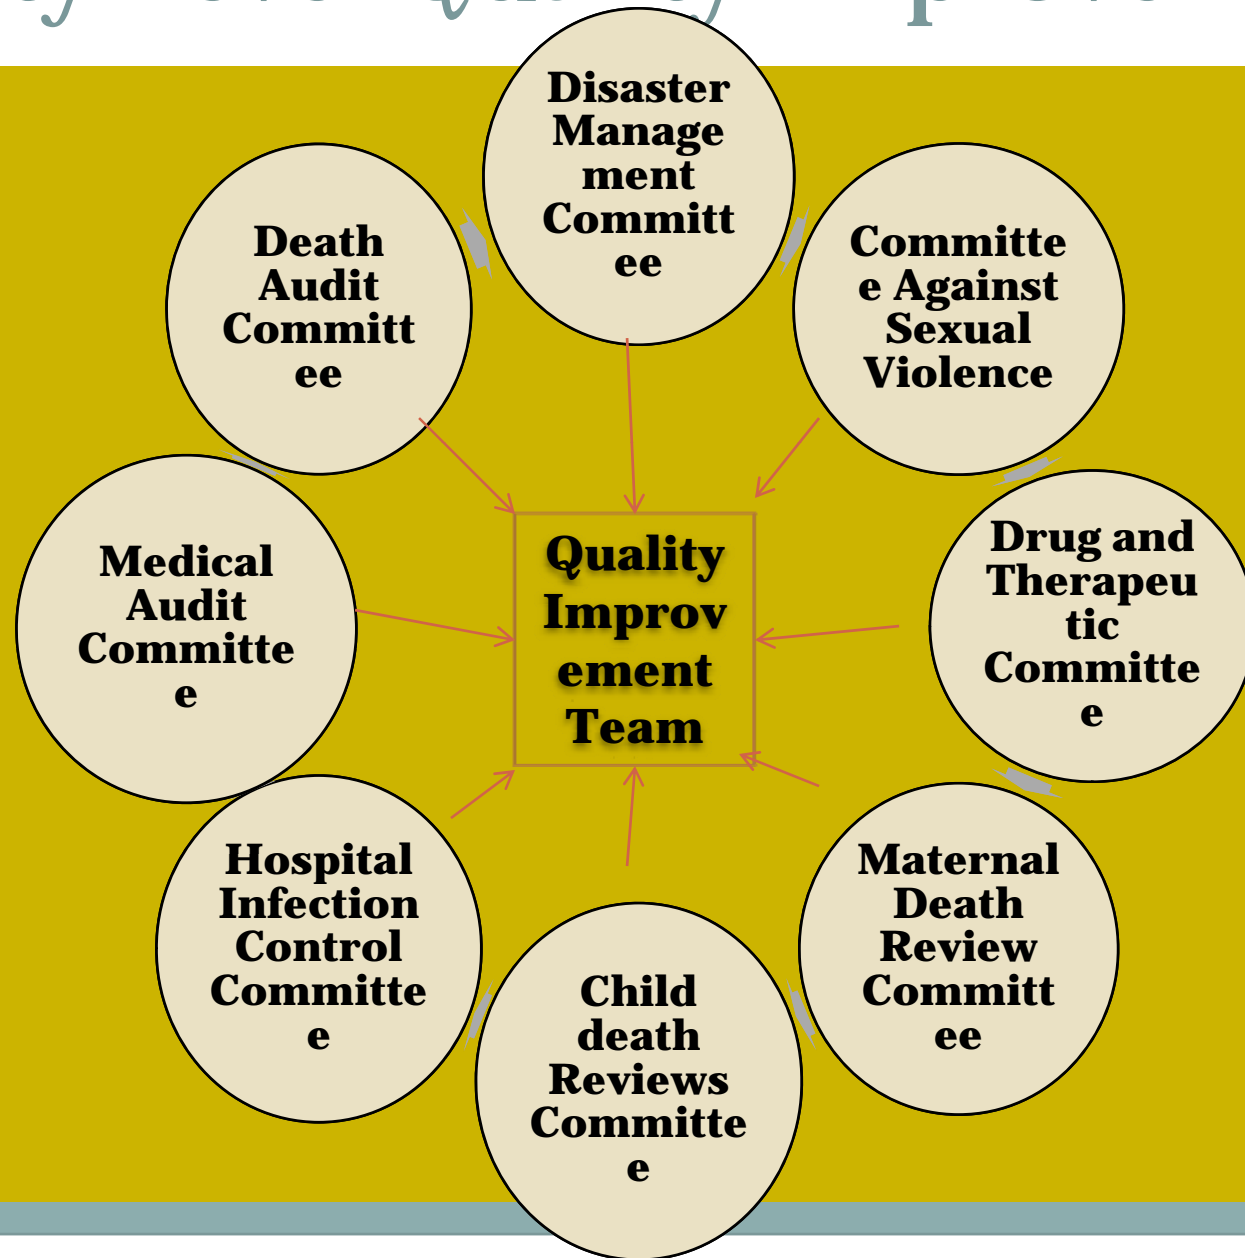 Disaster
Manage
ment
Committ
ee
Death
Audit
Committ
ee
Committe
e Against
Sexual
Violence
Medical
Audit
Committe
e
Quality
Improv
ement
Team
Drug and
Therapeu
tic
Committe
e
Hospital
Infection
Control
Committe
e
Child
death
Reviews
Committe
e
Maternal
Death
Review
Committ
ee